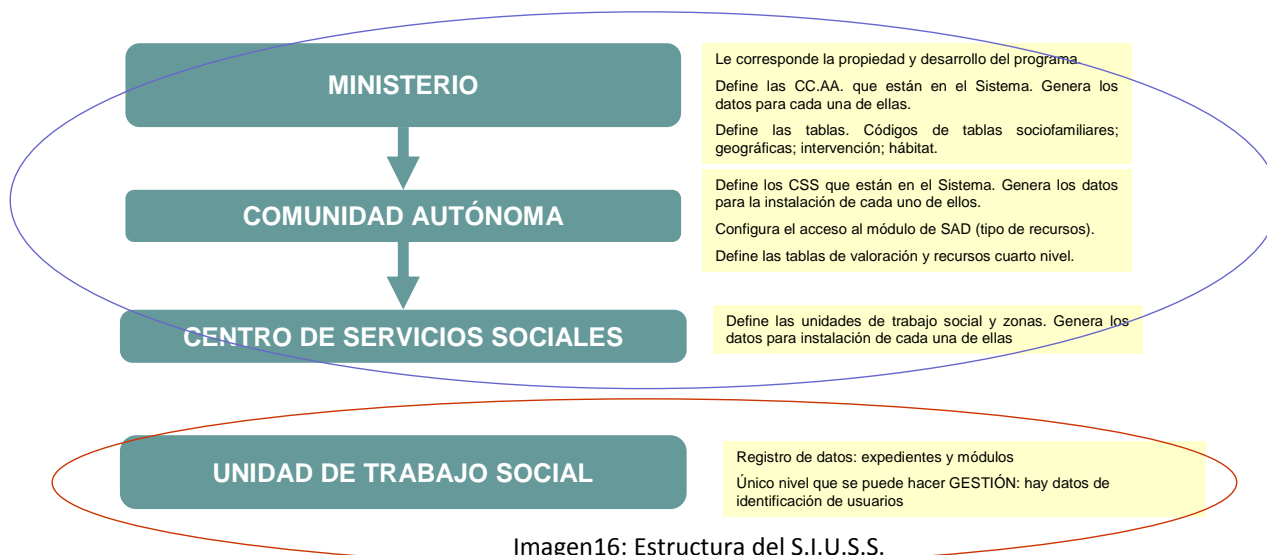 MINISTERIO
Le corresponde la propiedad y desarrollo del programa.
Define las CC.AA. que están en el Sistema. Genera los
datos para cada una de ellas.
Define las tablas. Códigos de tablas sociofamiliares;
geográficas; intervención; hábitat.
COMUNIDAD AUTÓNOMA
Define los CSS que están en el Sistema. Genera los datos
para la instalación de cada uno de ellos.
Configura el acceso al módulo de SAD (tipo de recursos).
Define las tablas de valoración y recursos cuarto nivel.
CENTRO DE SERVICIOS SOCIALES
Define las unidades de trabajo social y zonas. Genera los
datos para instalación de cada una de ellas
UNIDAD DE TRABAJO SOCIAL
Registro de datos: expedientes y módulos
Único nivel que se puede hacer GESTIÓN: hay datos de
identificación de usuarios
Imagen16: Estructura del S.I.U.S.S.